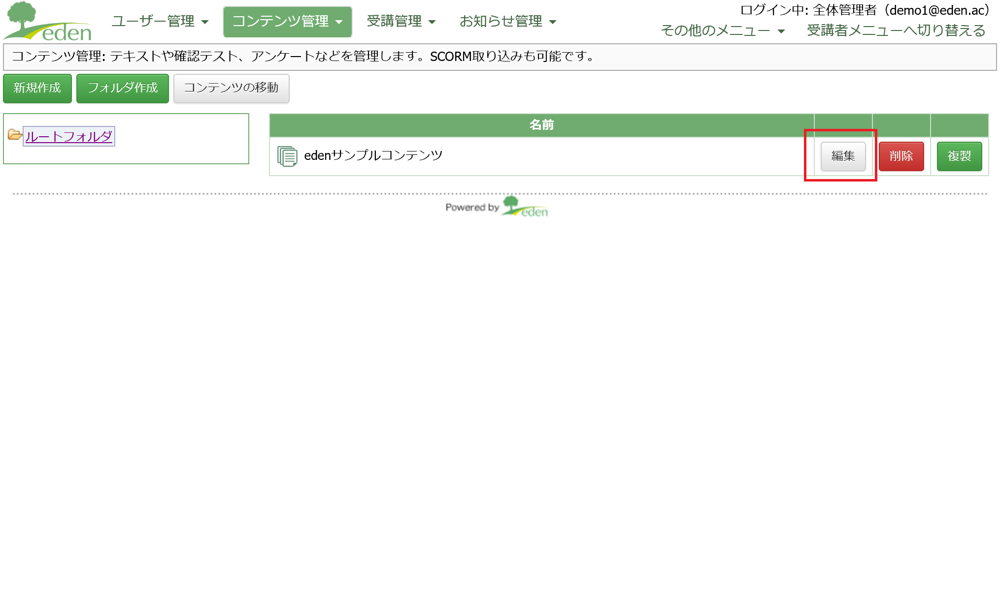 eden
ユーザー管理 コンテンツ管理 受講管理 お知らせ管理
ログイン中: 全体管理者（demo1@eden.ac）
その他のメニュー 受講者メニューへ切り替える
コンテンツ管理: テキストや確認テスト、アンケートなどを管理します。SCORM取り込みも可能です。
新規作成 フォルダ作成 コンテンツの移動
ルートフォルダ
名前
edenサンプルコンテンツ 編集 削除 複製
Powered by eden